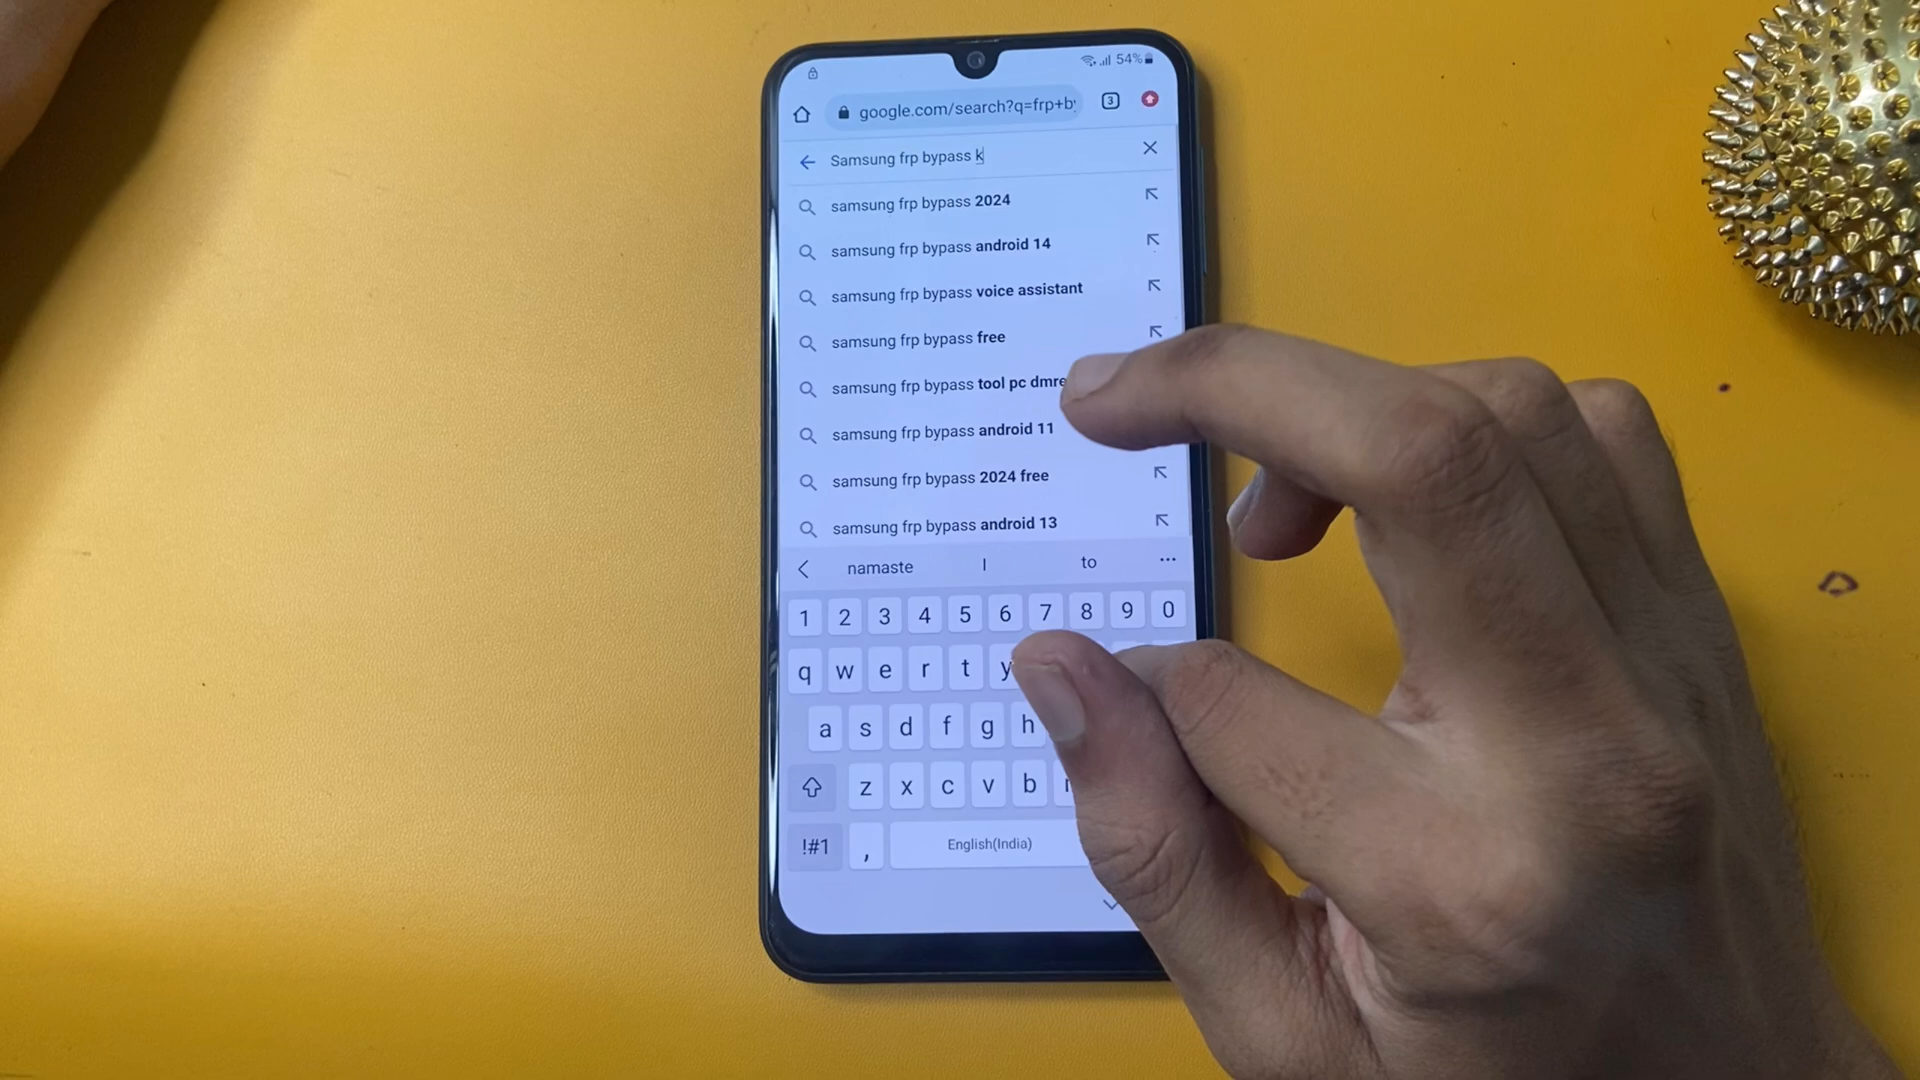 54%
google.com/search?q=frp+b
3
Samsung frp bypass k
samsung frp bypass 2024
samsung frp bypass android 14
samsung frp bypass voice assistant
samsung frp bypass free
samsung frp bypass tool pc dmre
samsung frp bypass android 11
samsung frp bypass 2024 free
samsung frp bypass android 13
namaste I to
1 2 3 4 5 6 7 8 9 0
q w e r t y
a s d f g h
z x c v b
!#1 , English(India)